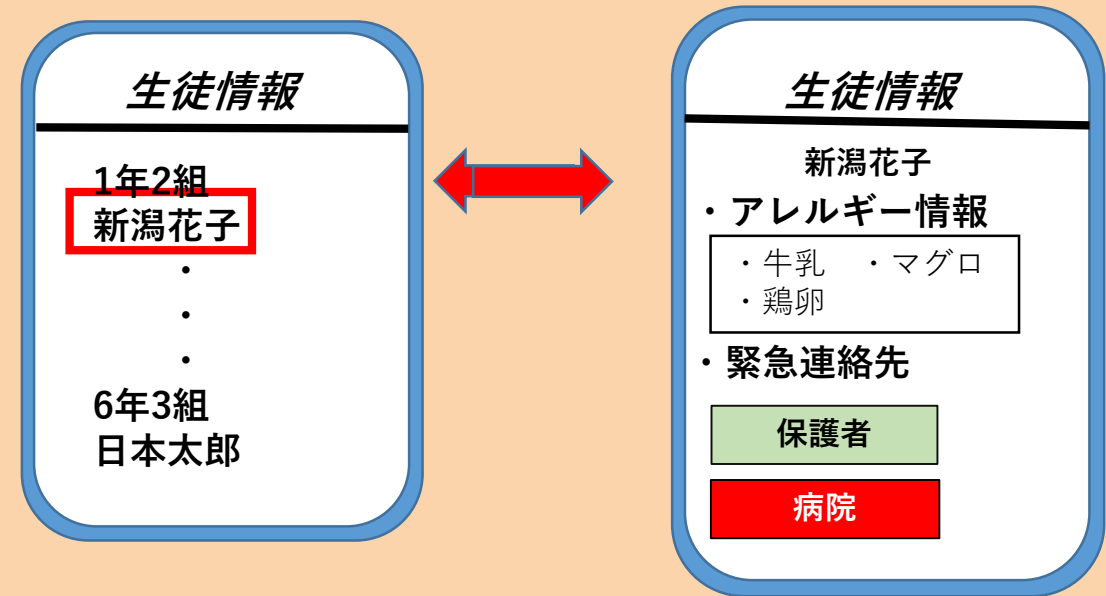 生徒情報
1年2組
新潟花子
・
・
・
6年3組
日本太郎
生徒情報
新潟花子
・アレルギー情報
・牛乳　・マグロ
・鶏卵
・緊急連絡先
保護者
病院